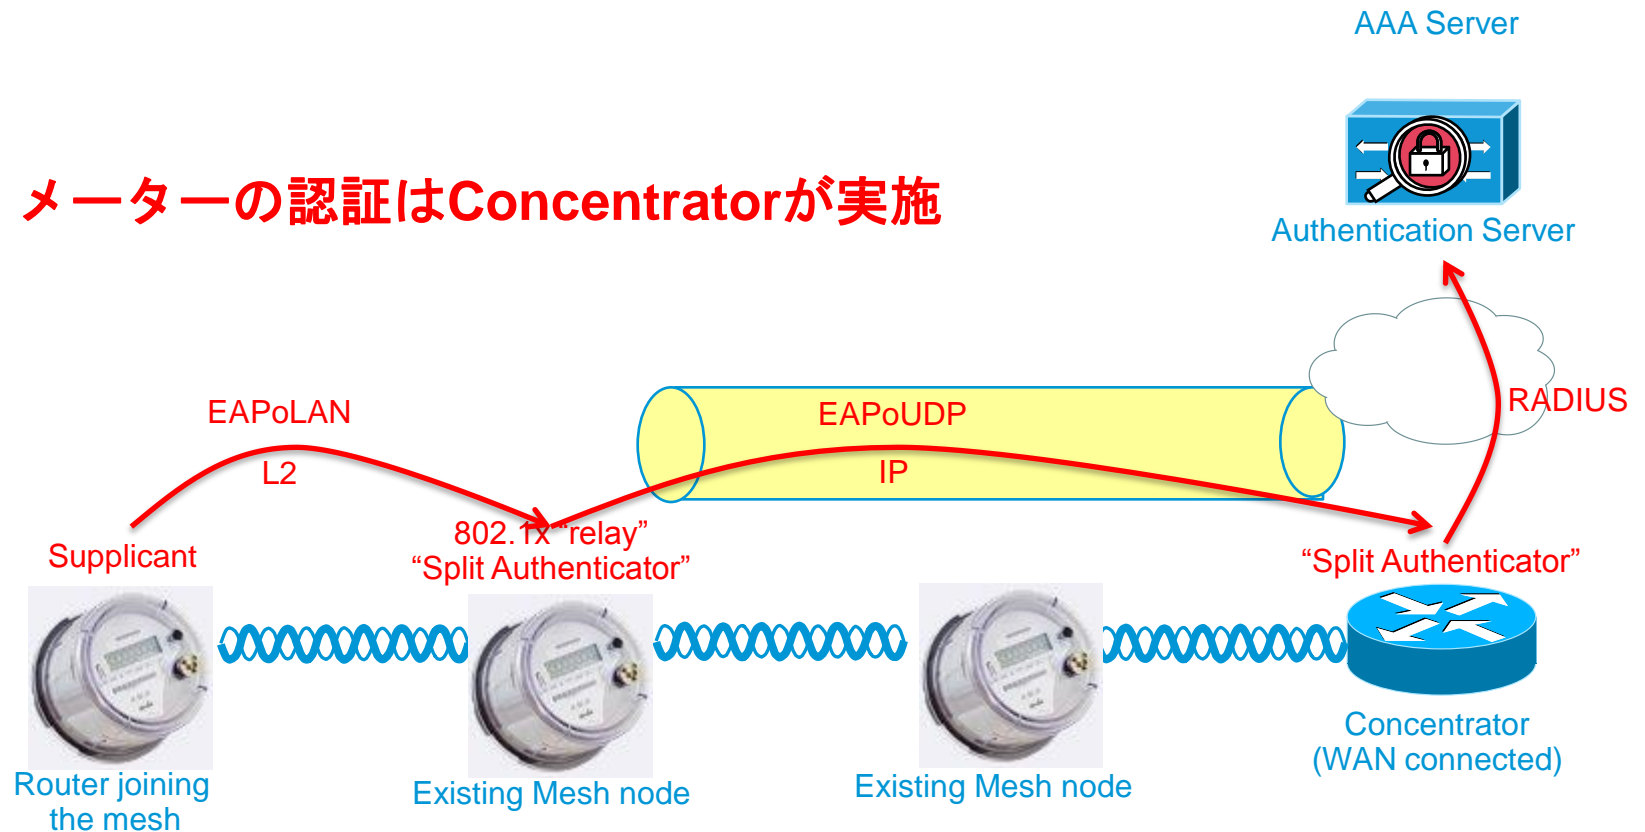 AAA Server
メーターの認証はConcentratorが実施
Authentication Server
EAPoLAN
L2
EAPoUDP
IP
RADIUS
Supplicant
802.1x “relay”
“Split Authenticator”
“Split Authenticator”
Router joining
the mesh
Existing Mesh node
Existing Mesh node
Concentrator
(WAN connected)